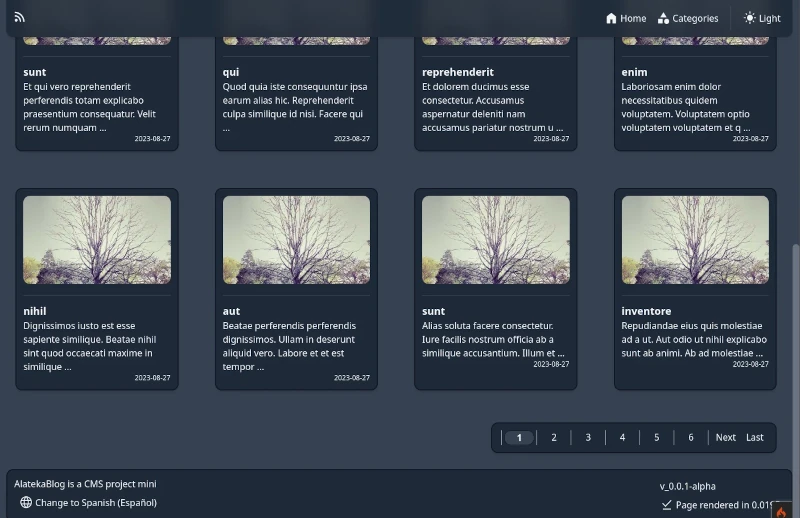 Home Categories Light
sunt
Et qui vero reprehenderit
perferendis totam explicabo
praesentium consequatur. Velit
rerum numquam ...
2023-08-27
qui
Quod quia iste consequuntur ipsa
earum alias hic. Reprehenderit
culpa similique id nisi. Facere qui
...
2023-08-27
reprehenderit
Et dolorem ducimus esse
consectetur. Accusamus
aspernatur deleniti nam
accusamus pariatur nostrum u ...
2023-08-27
enim
Laboriosam enim dolor
necessitatibus quidem
voluptatem. Voluptatem optio
voluptatem voluptatem et q ...
2023-08-27
nihil
Dignissimos iusto est esse
sapiente similique. Beatae nihil
sint quod occaecati maxime in
similique ...
2023-08-27
aut
Beatae perferendis perferendis
dignissimos. Ullam in deserunt
aliquid vero. Labore et et est
tempor ...
2023-08-27
sunt
Alias soluta facere consectetur.
Iure facilis nostrum officia ab a
similique accusantium. Illum et ...
2023-08-27
inventore
Repudiandae eius quis molestiae
ad a ut. Aut odio ut nihil explicabo
sunt ab animi. Ab ad molestiae ...
2023-08-27
1 2 3 4 5 6 Next Last
AlatekaBlog is a CMS project mini
Change to Spanish (Español)
v_0.0.1-alpha
Page rendered in